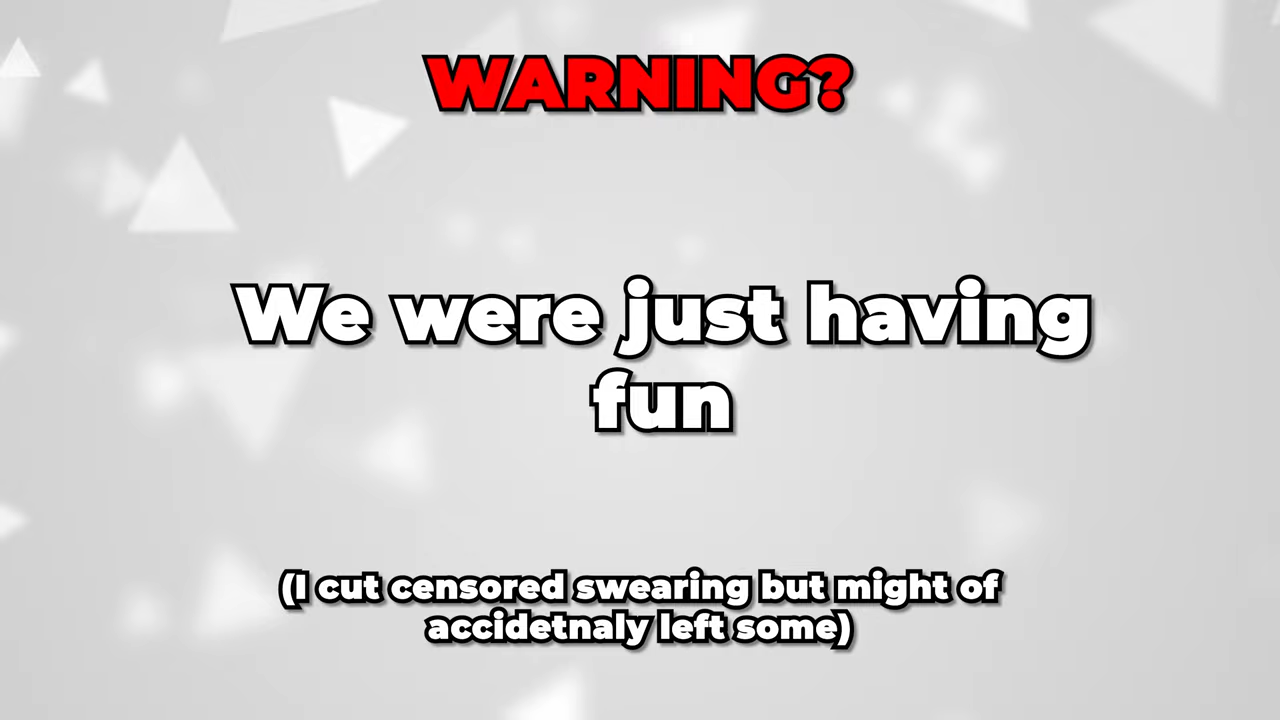 WARNING?
We were just having
fun
(I cut censored swearing but might of
accidetnaly left some)